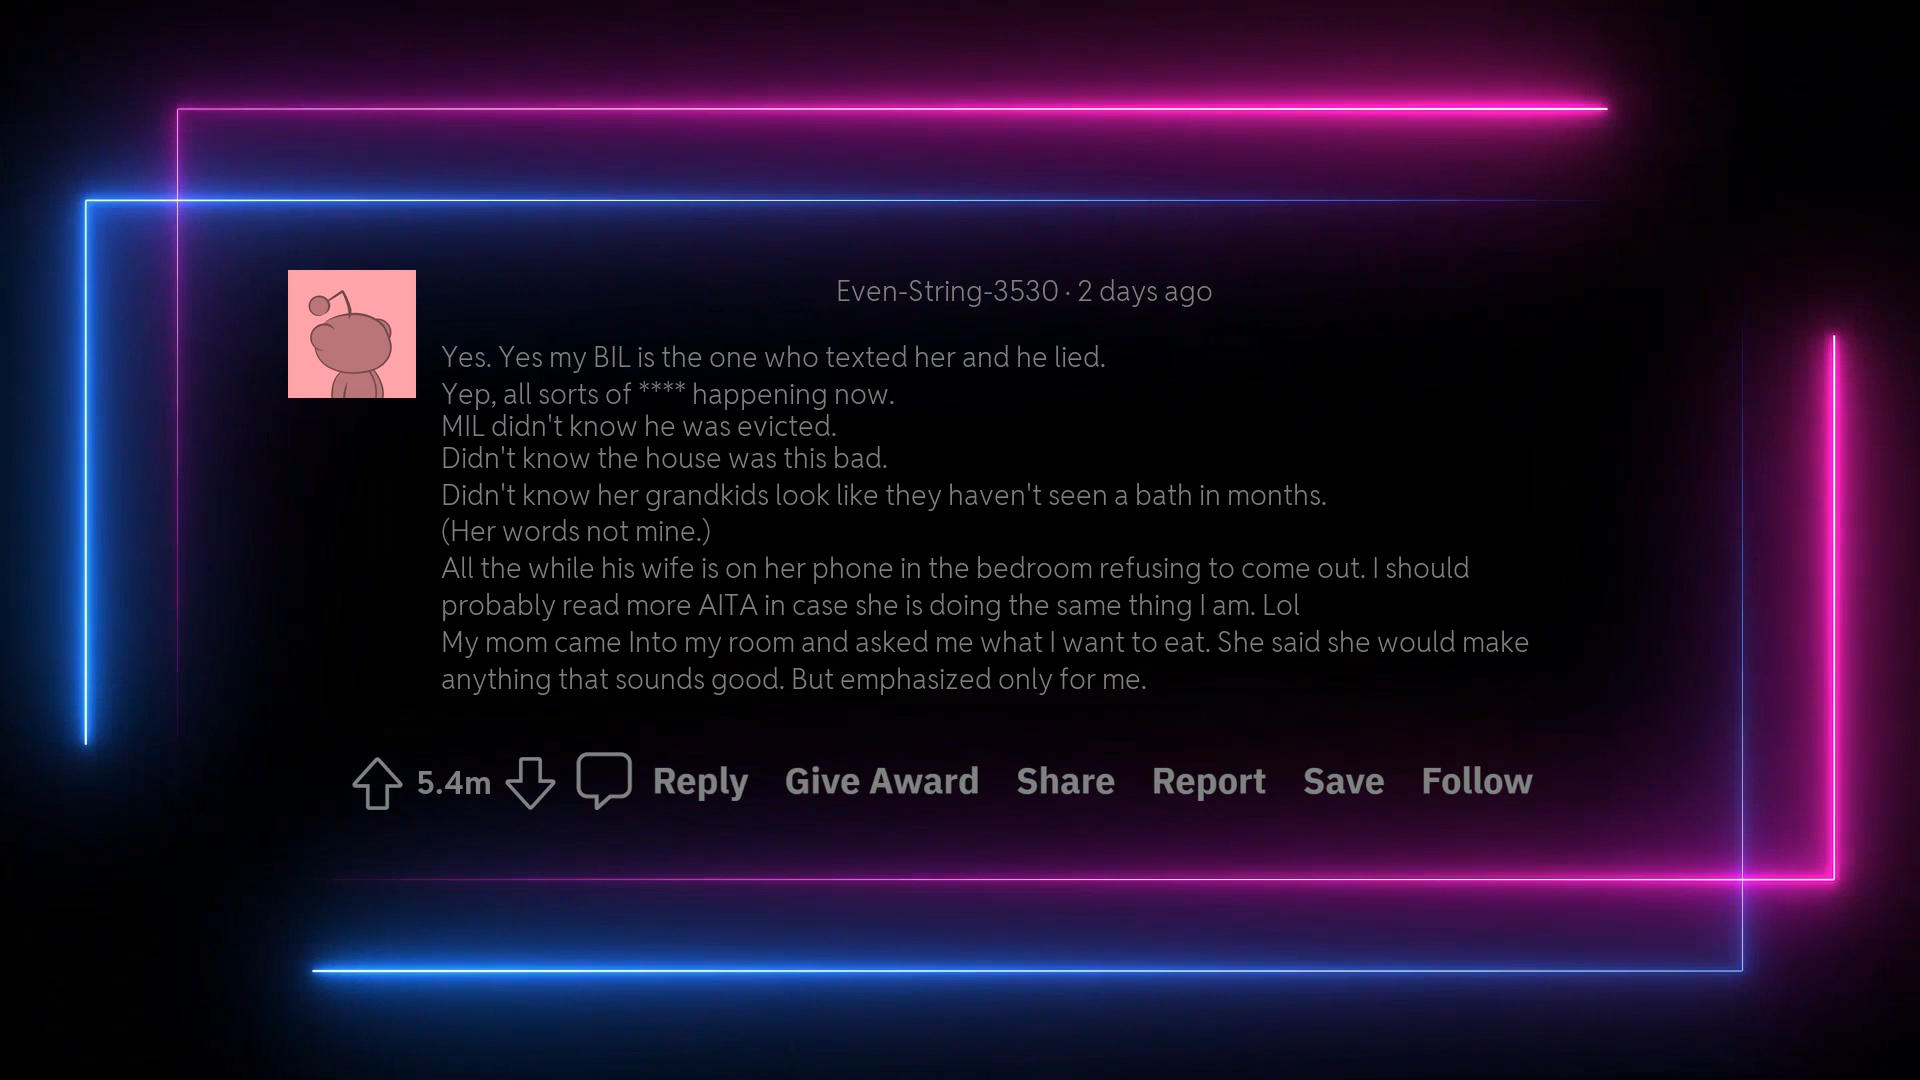 Even-String-3530 · 2 days ago
Yes. Yes my BIL is the one who texted her and he lied.
Yep, all sorts of **** happening now.
MIL didn't know he was evicted.
Didn't know the house was this bad.
Didn't know her grandkids look like they haven't seen a bath in months.
(Her words not mine.)
All the while his wife is on her phone in the bedroom refusing to come out. I should
probably read more AITA in case she is doing the same thing I am. Lol
My mom came Into my room and asked me what I want to eat. She said she would make
anything that sounds good. But emphasized only for me.
5.4m Reply Give Award Share Report Save Follow